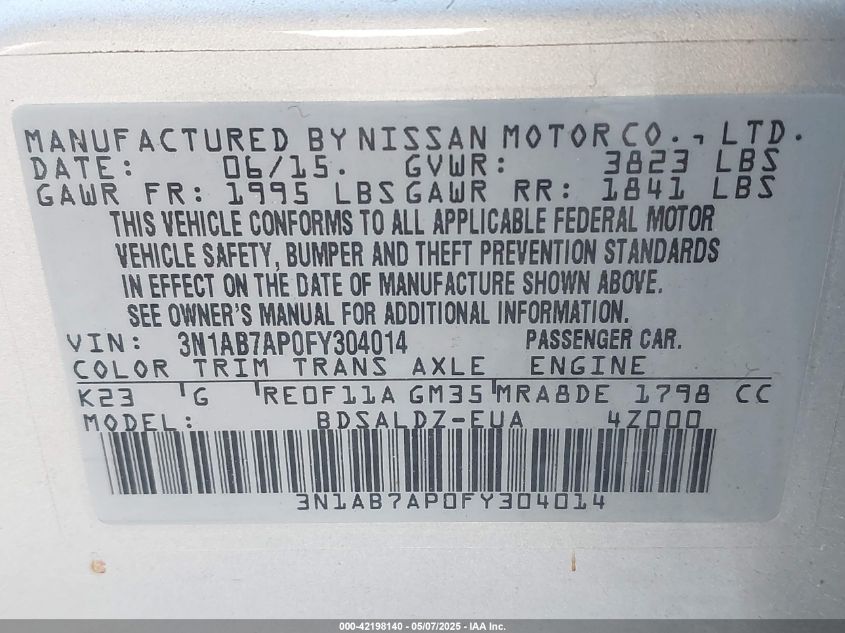 MANUFACTURED BY NISSAN MOTOR CO., LTD.
DATE: 06/15. GVWR: 3823 LBS
GAWR FR: 1995 LBS GAWR RR: 1841 LBS
THIS VEHICLE CONFORMS TO ALL APPLICABLE FEDERAL MOTOR
VEHICLE SAFETY, BUMPER AND THEFT PREVENTION STANDARDS
IN EFFECT ON THE DATE OF MANUFACTURE SHOWN ABOVE.
SEE OWNER'S MANUAL FOR ADDITIONAL INFORMATION.
VIN: 3N1AB7AP0FY304014 PASSENGER CAR.
COLOR TRIM TRANS AXLE ENGINE
K23 G RE0F11A GM35 MRA8DE 1798 CC
MODEL: BDSALDZ-EUA 4Z000
3N1AB7AP0FY304014
000-42198140 - 05/07/2025 - IAA Inc.